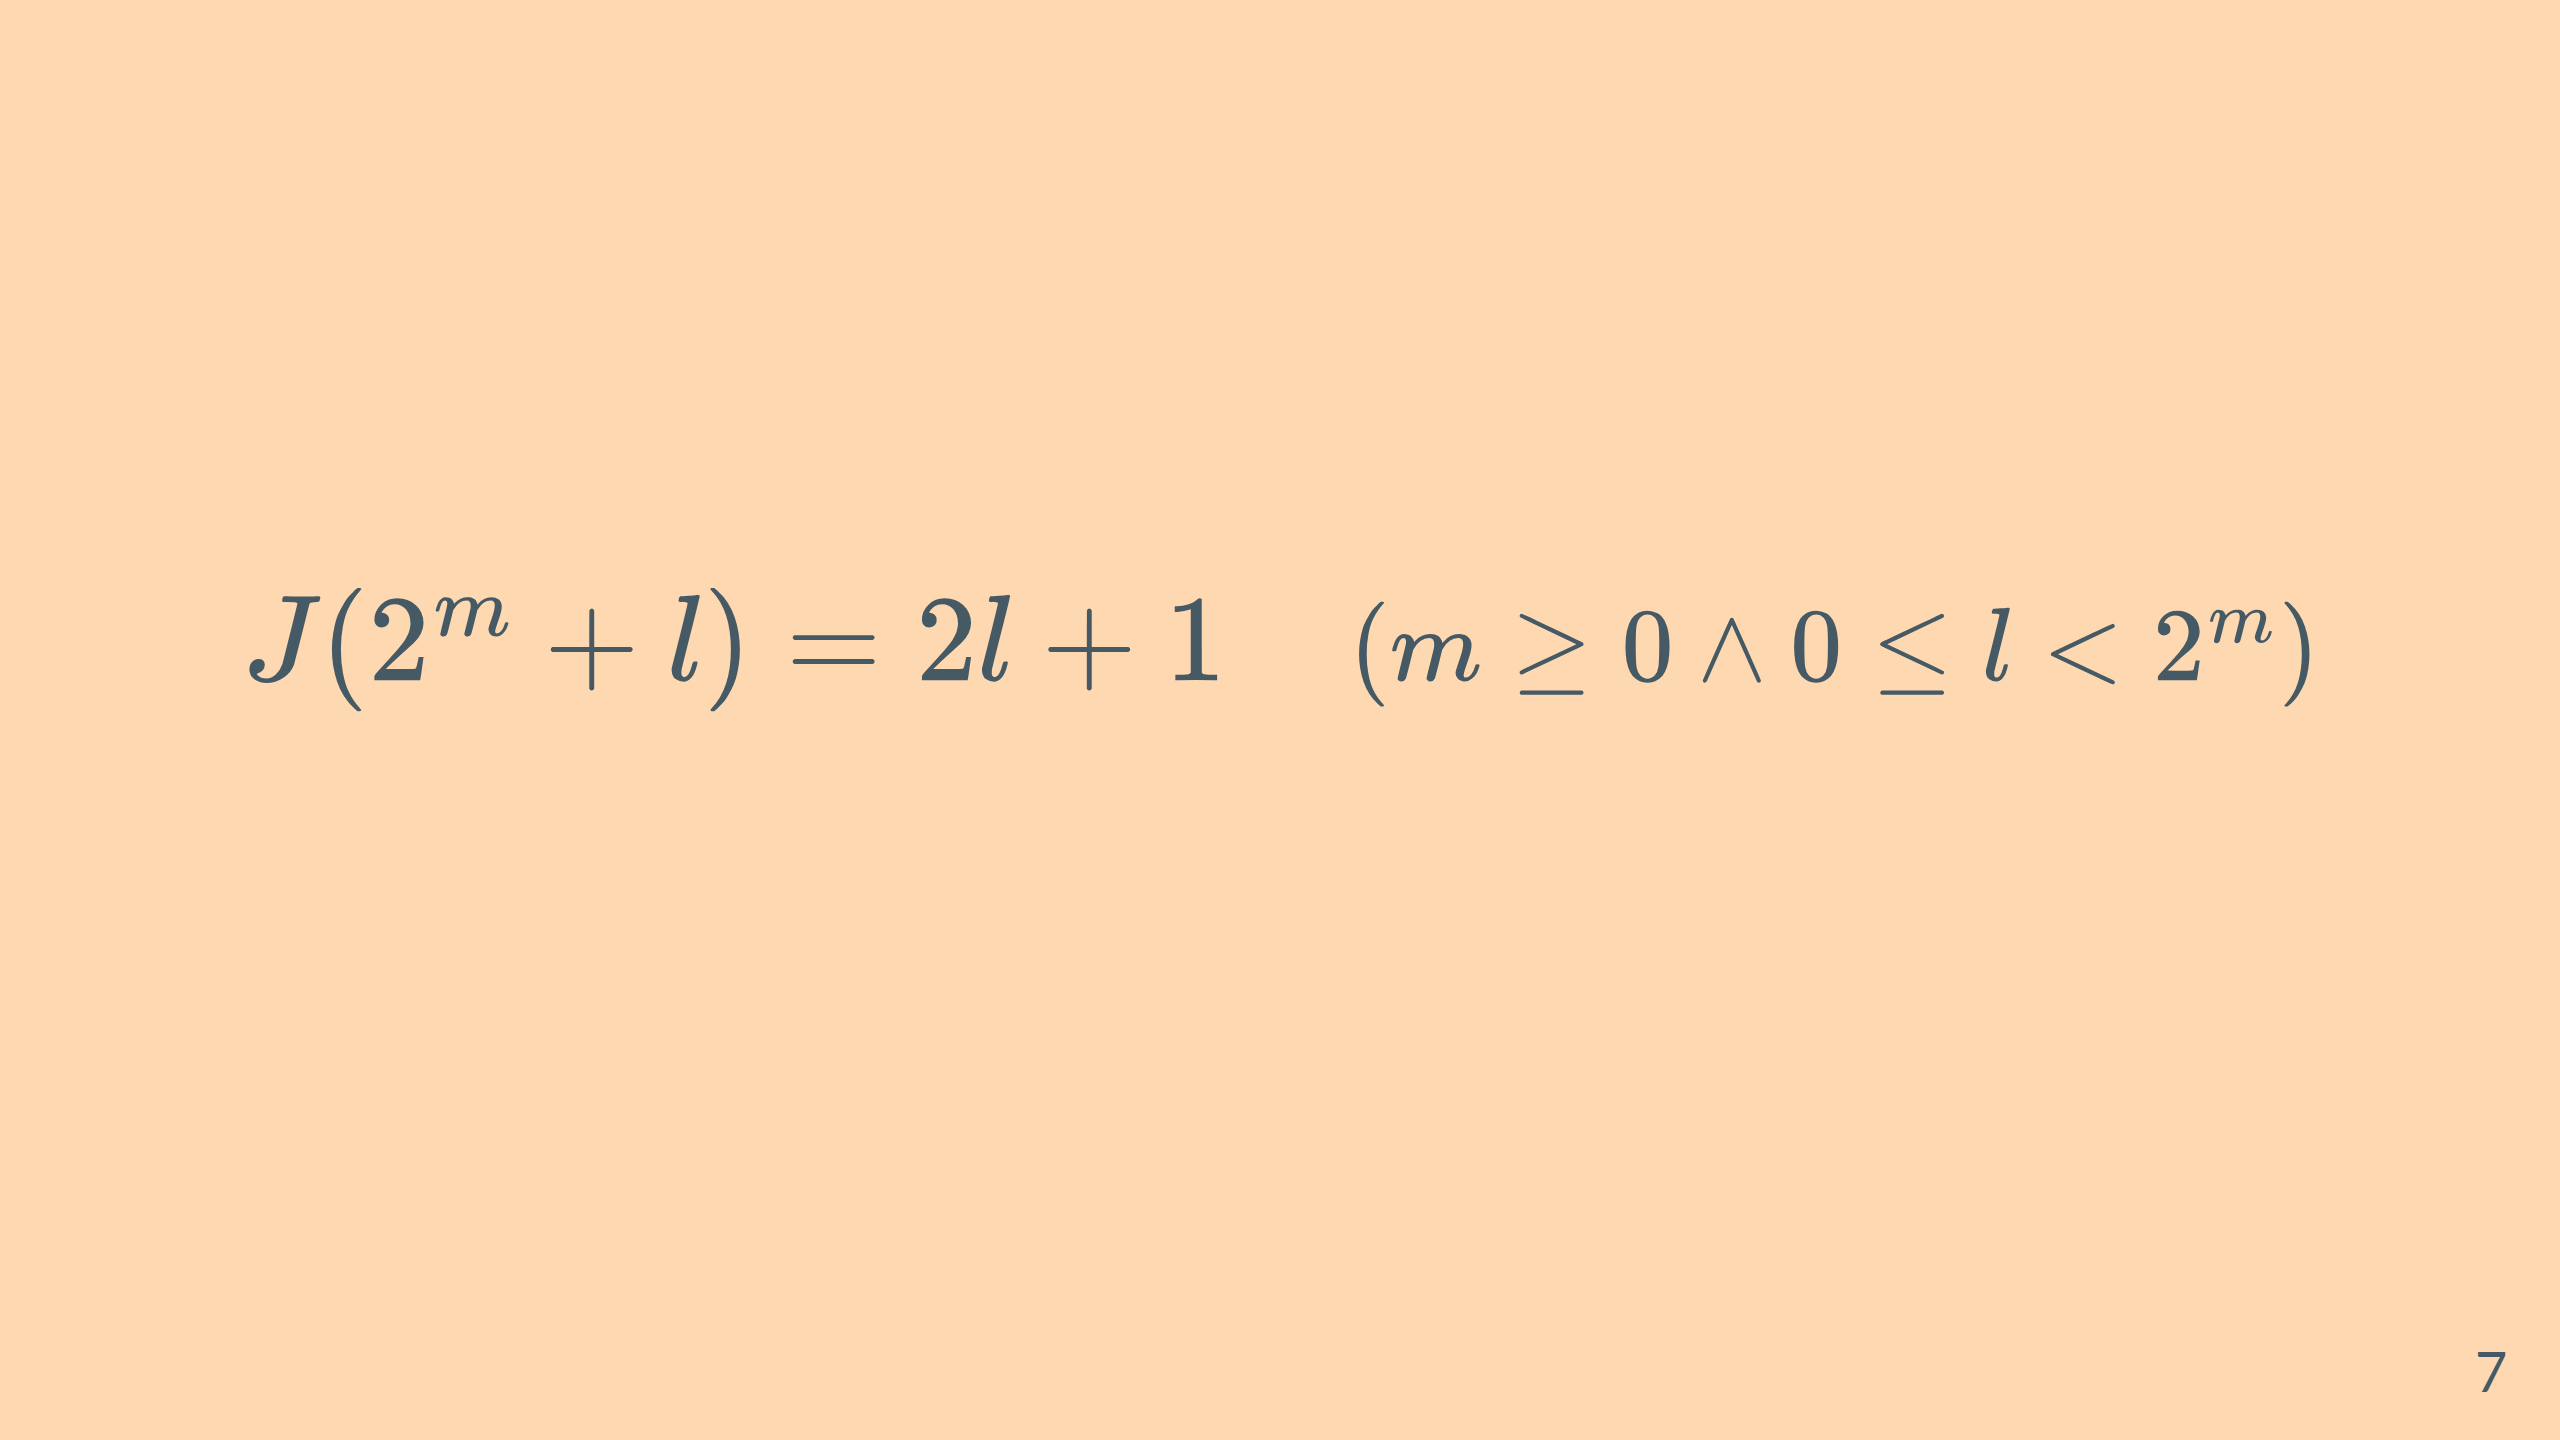 J(2^m + l) = 2l + 1 (m ≥ 0 ∧ 0 ≤ l < 2^m)
7